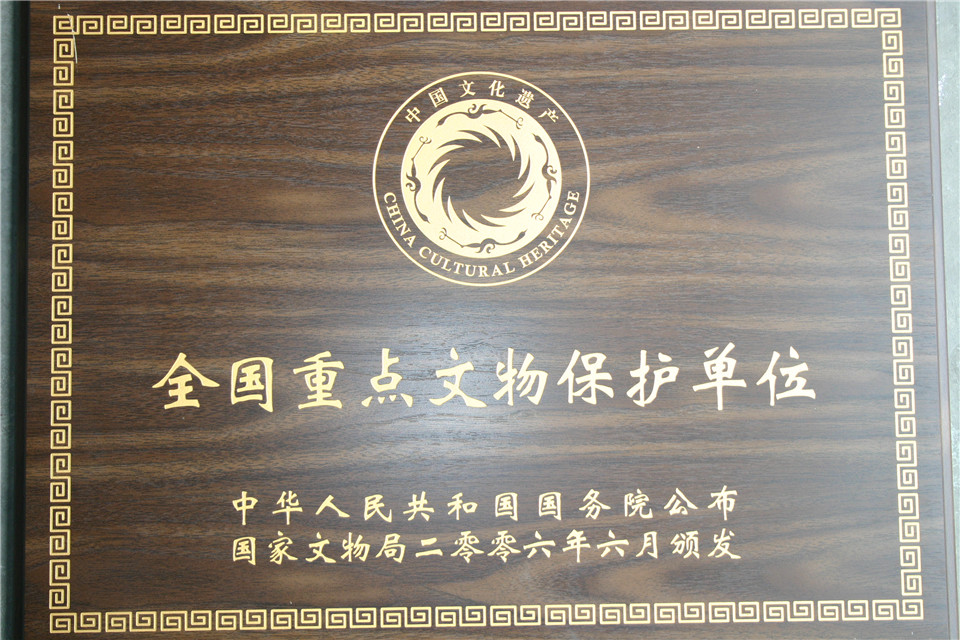 中国文化遗产
CHINA CULTURAL HERITAGE
全国重点文物保护单位
中华人民共和国国务院公布
国家文物局二零零六年六月颁发